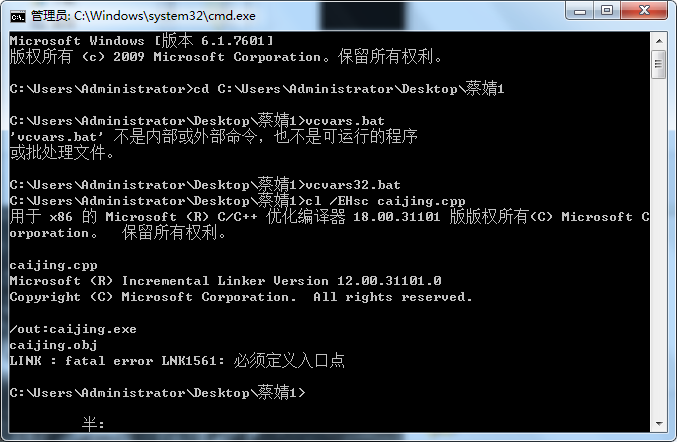 管理员: C:\Windows\system32\cmd.exe
Microsoft Windows [版本 6.1.7601]
版权所有 (c) 2009 Microsoft Corporation。保留所有权利。
C:\Users\Administrator>cd C:\Users\Administrator\Desktop\蔡婧1
C:\Users\Administrator\Desktop\蔡婧1>vcvars.bat
'vcvars.bat' 不是内部或外部命令，也不是可运行的程序
或批处理文件。
C:\Users\Administrator\Desktop\蔡婧1>vcvars32.bat
C:\Users\Administrator\Desktop\蔡婧1>cl /EHsc caijing.cpp
用于 x86 的 Microsoft (R) C/C++ 优化编译器 18.00.31101 版版权所有(C) Microsoft C
orporation。  保留所有权利。
caijing.cpp
Microsoft (R) Incremental Linker Version 12.00.31101.0
Copyright (C) Microsoft Corporation.  All rights reserved.
/out:caijing.exe
caijing.obj
LINK : fatal error LNK1561: 必须定义入口点
C:\Users\Administrator\Desktop\蔡婧1>
半: